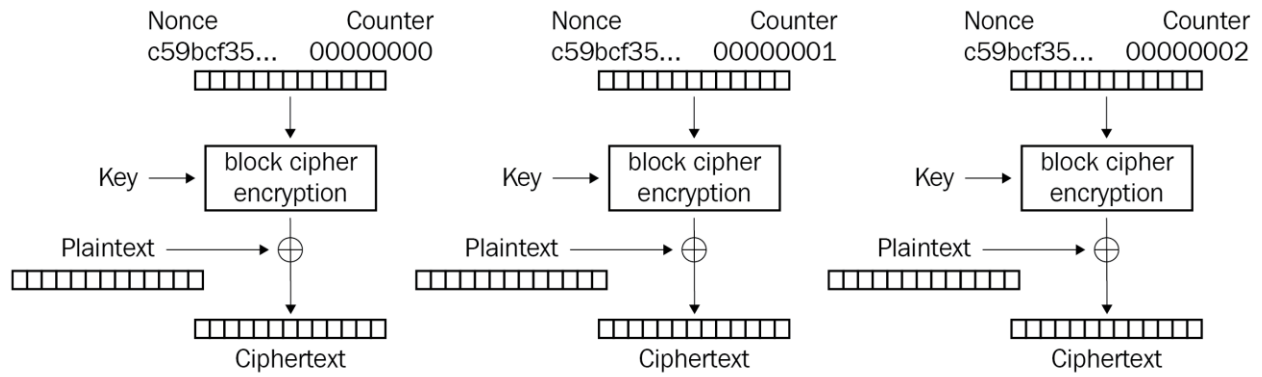 Nonce Counter Nonce Counter Nonce Counter
c59bcf35... 00000000 c59bcf35... 00000001 c59bcf35... 00000002
block cipher block cipher block cipher
Key Key Key
encryption encryption encryption
Plaintext Plaintext Plaintext
Ciphertext Ciphertext Ciphertext